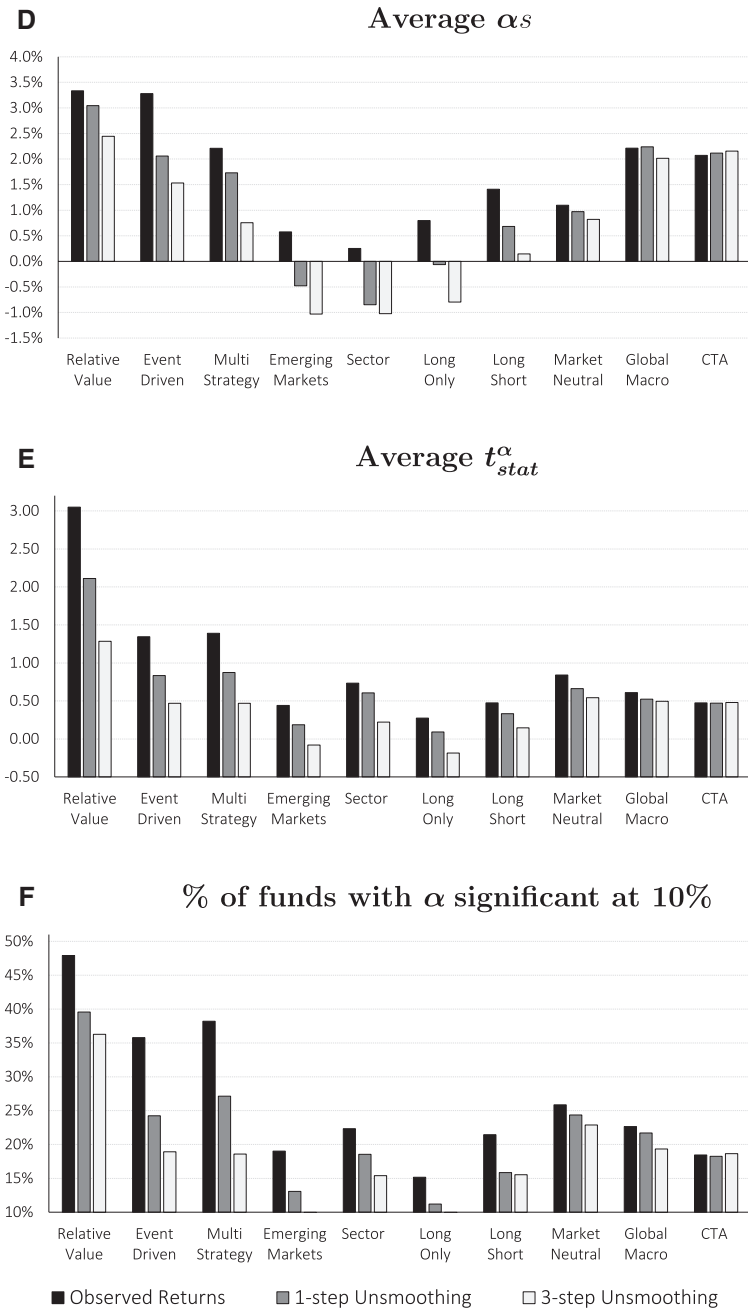 D
Average αs
4.0%
3.5%
3.0%
2.5%
2.0%
1.5%
1.0%
0.5%
0.0%
-0.5%
-1.0%
-1.5%
Relative Event Multi Emerging Sector Long Long Market Global CTA
Value Driven Strategy Markets Only Short Neutral Macro
E
Average t^α_stat
3.00
2.50
2.00
1.50
1.00
0.50
0.00
-0.50
Relative Event Multi Emerging Sector Long Long Market Global CTA
Value Driven Strategy Markets Only Short Neutral Macro
F
% of funds with α significant at 10%
50%
45%
40%
35%
30%
25%
20%
15%
10%
Relative Event Multi Emerging Sector Long Long Market Global CTA
Value Driven Strategy Markets Only Short Neutral Macro
Observed Returns 1-step Unsmoothing 3-step Unsmoothing